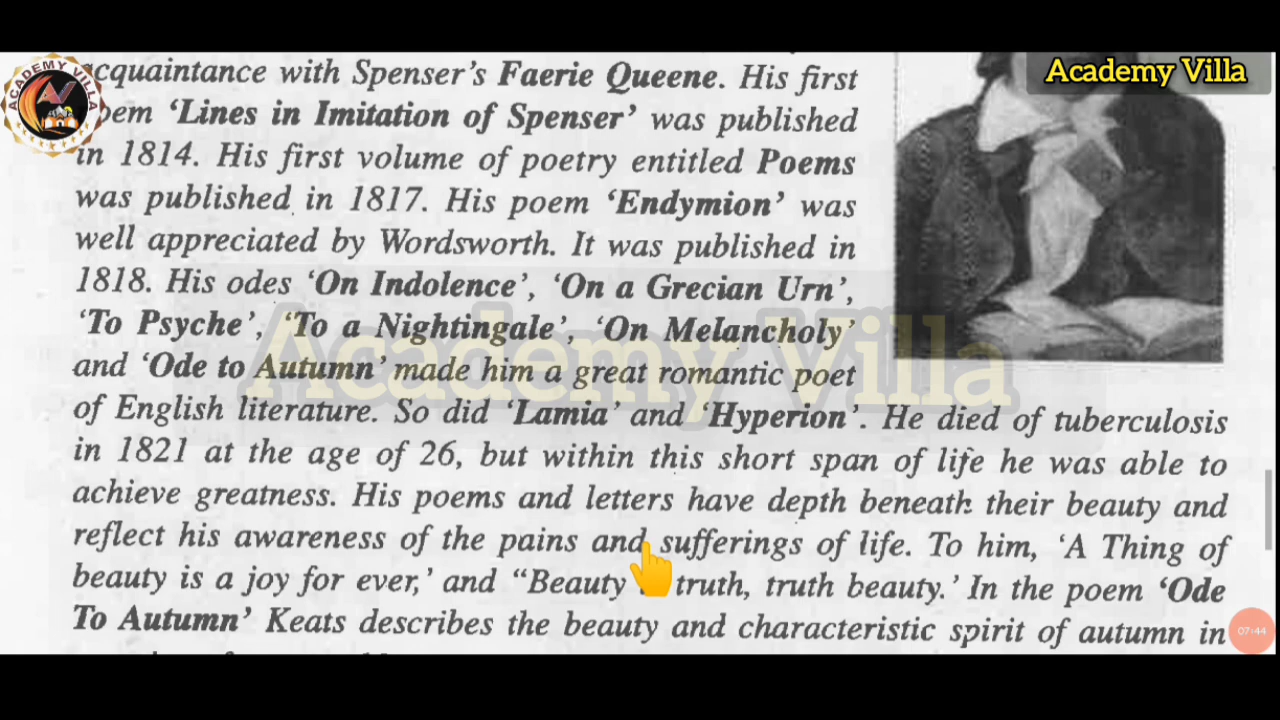 Academy Villa
ACADEMY VILLA
acquaintance with Spenser's Faerie Queene. His first
poem 'Lines in Imitation of Spenser' was published
in 1814. His first volume of poetry entitled Poems
was published in 1817. His poem 'Endymion' was
well appreciated by Wordsworth. It was published in
1818. His odes 'On Indolence', 'On a Grecian Urn',
'To Psyche', 'To a Nightingale', 'On Melancholy'
and 'Ode to Autumn' made him a great romantic poet
of English literature. So did 'Lamia' and 'Hyperion'. He died of tuberculosis
in 1821 at the age of 26, but within this short span of life he was able to
achieve greatness. His poems and letters have depth beneath their beauty and
reflect his awareness of the pains and sufferings of life. To him, 'A Thing of
beauty is a joy for ever,' and "Beauty truth, truth beauty.' In the poem 'Ode
To Autumn' Keats describes the beauty and characteristic spirit of autumn in
Academy Villa
07:44